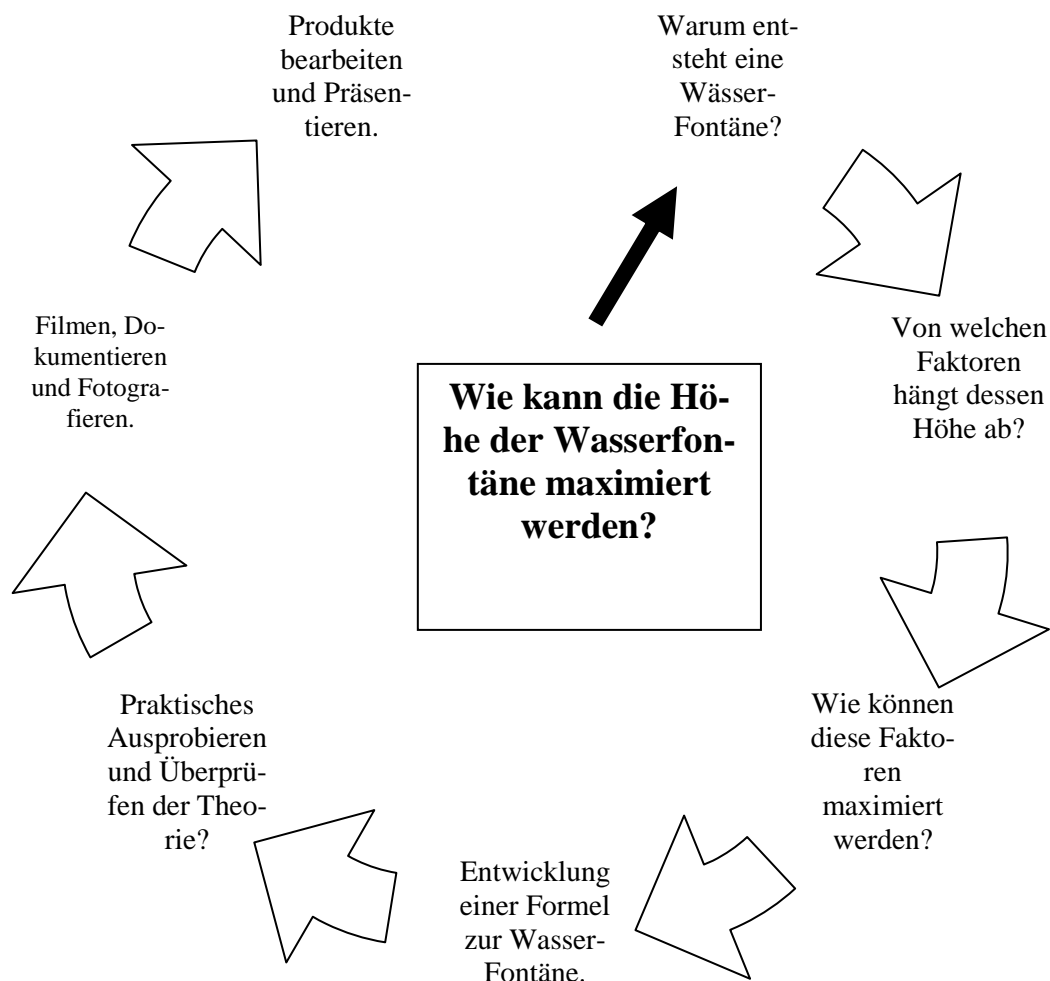 Wie kann die Hö-
he der Wasserfon-
täne maximiert
werden?
Warum ent-
steht eine
Wässer-
Fontäne?
Von welchen
Faktoren
hängt dessen
Höhe ab?
Wie können
diese Fakto-
ren
maximiert
werden?
Entwicklung
einer Formel
zur Wasser-
Fontäne.
Praktisches
Ausprobieren
und Überprü-
fen der Theo-
rie?
Filmen, Do-
kumentieren
und Fotogra-
fieren.
Produkte
bearbeiten
und Präsen-
tieren.